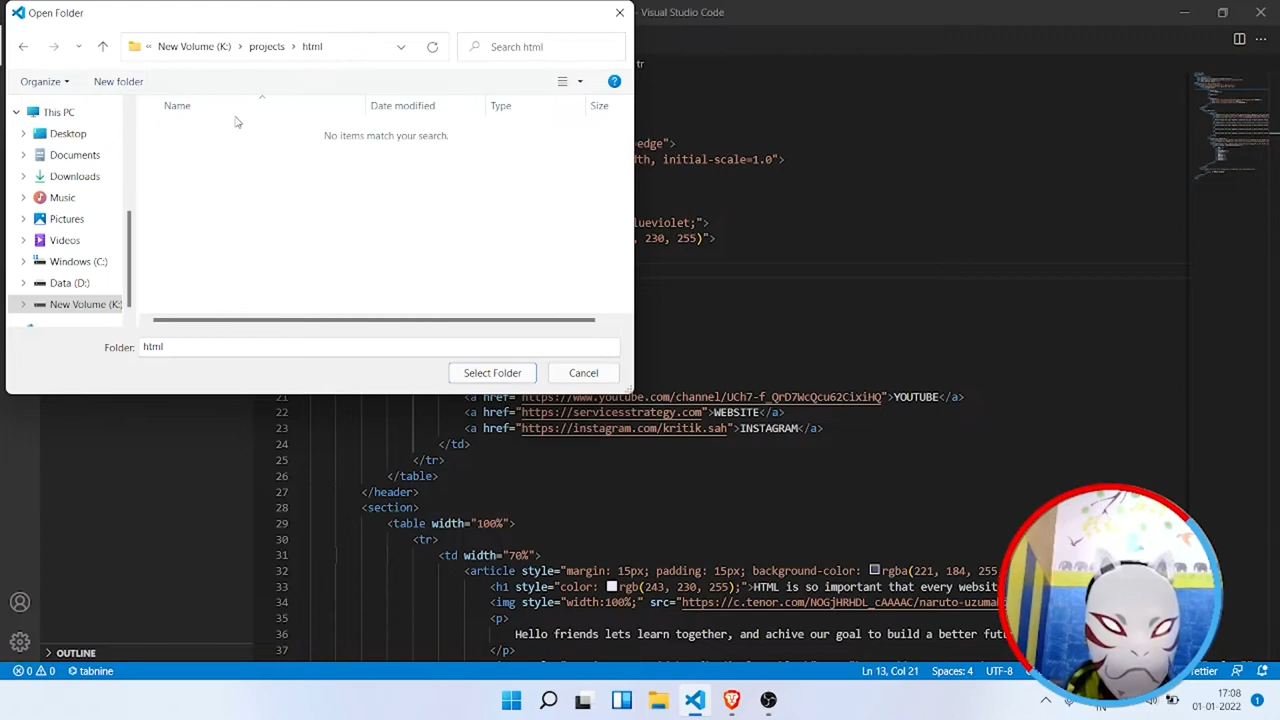 Open Folder
- Visual Studio Code
« New Volume (K:) > projects > html
Search html
Organize
New folder
tr
This PC
Name
Date modified
Type
Size
Desktop
No items match your search.
Documents
Downloads
Music
Pictures
Videos
Windows (C:)
Data (D:)
New Volume (K:
-edge">
initial-scale=1.0">
lueviolet;">
, 230, 255)">
Folder:
html
Select Folder
Cancel
21 <a href="https://www.youtube.com/channel/UCh7-f_QrD7WcQcu62CixiHQ">YOUTUBE</a>
22 <a href="https://servicesstrategy.com">WEBSITE</a>
23 <a href="https://instagram.com/kritik.sah">INSTAGRAM</a>
24 </td>
25 </tr>
26 </table>
27 </header>
28 <section>
29 <table width="100%">
30 <tr>
31 <td width="70%">
32 <article style="margin: 15px; padding: 15px; background-color: rgba(221, 184, 255
33 <h1 style="color: rgb(243, 230, 255);">HTML is so important that every websit
34 <img style="width:100%;" src="https://c.tenor.com/NOGjHRHDL_cAAAAC/naruto-uzuma
35 <p>
36 Hello friends lets learn together, and achive our goal to build a better fut
37 </p>
OUTLINE
0 0 tabnine
Ln 13, Col 21
Spaces: 4
UTF-8
ettier
17:08
01-01-2022
1